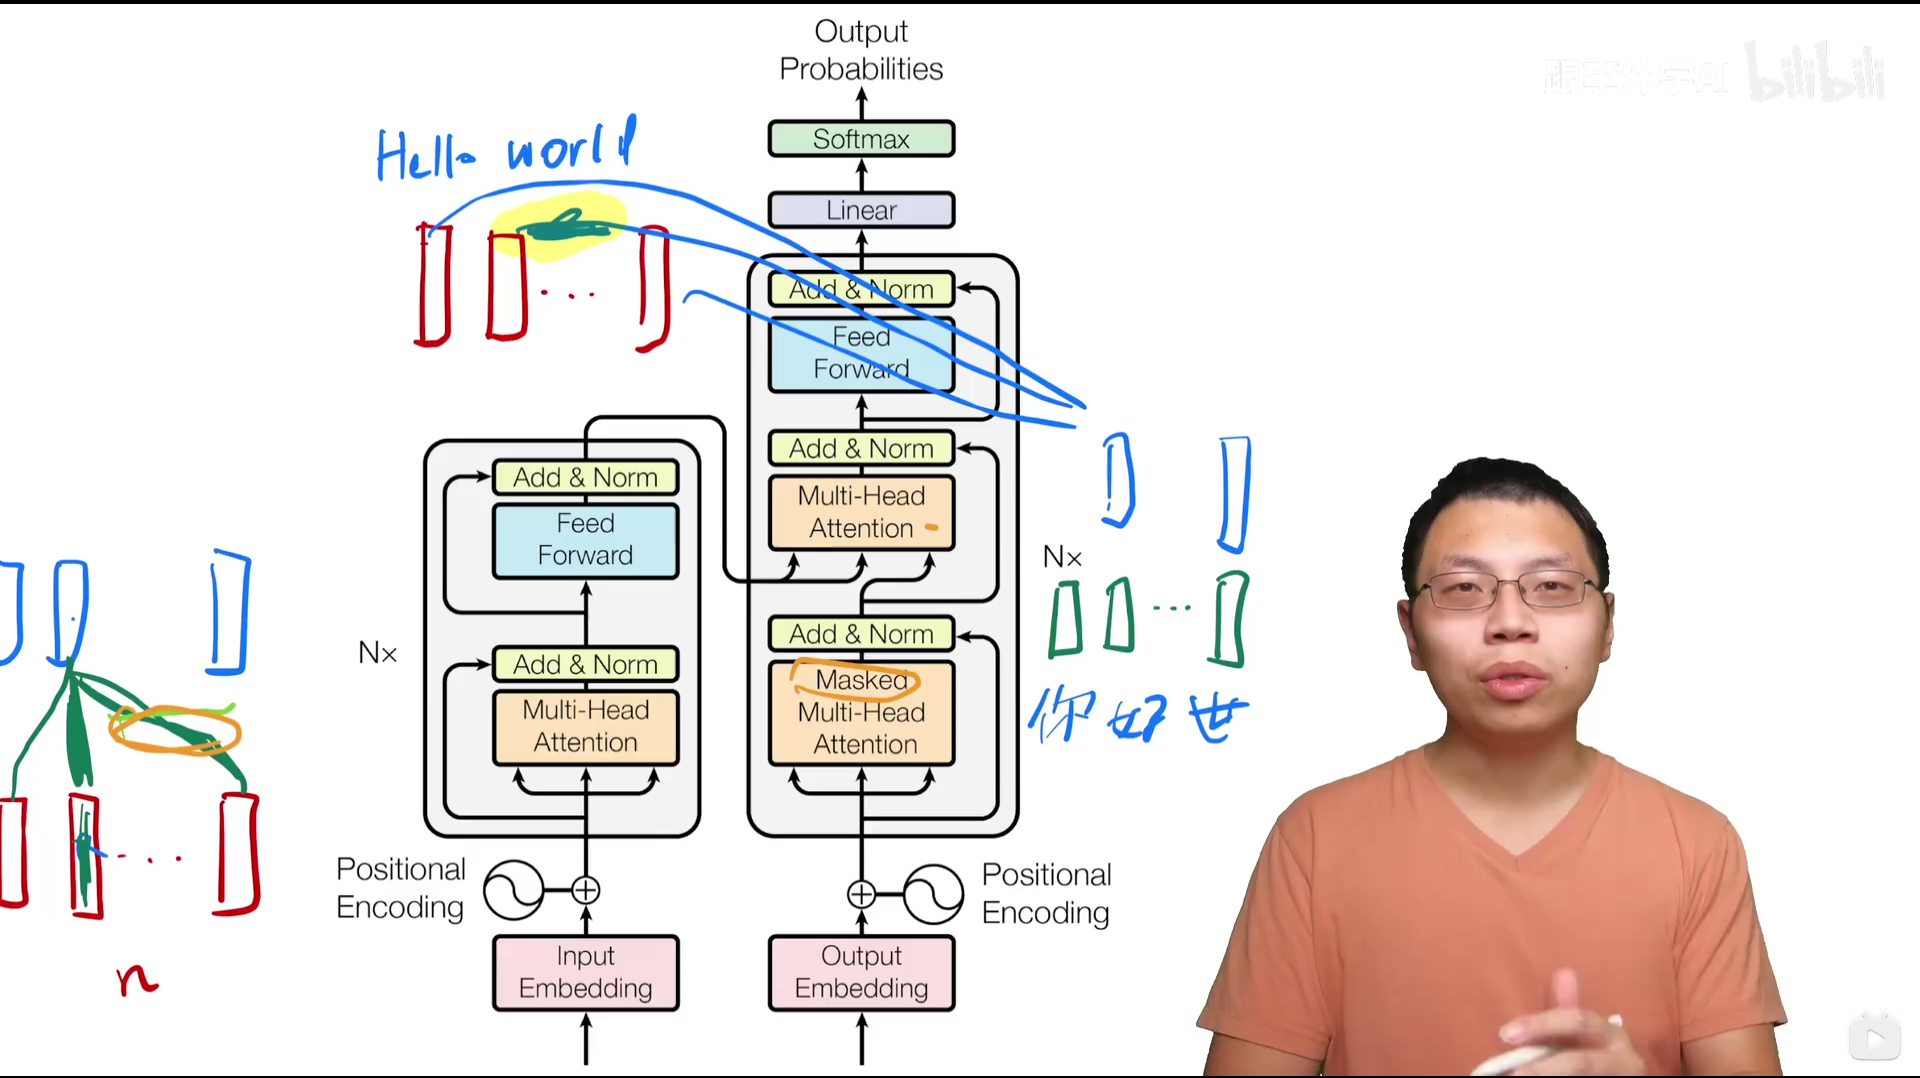 Output
Probabilities
跟李沐学AI
bilibili
Softmax
Hello world
Linear
Add & Norm
Feed
Forward
Add & Norm
Multi-Head
Attention
Add & Norm
Feed
Forward
Nx
Add & Norm
Masked
Multi-Head
Attention
你 好 世
Nx
Add & Norm
Multi-Head
Attention
Positional
Encoding
Positional
Encoding
n
Input
Embedding
Output
Embedding